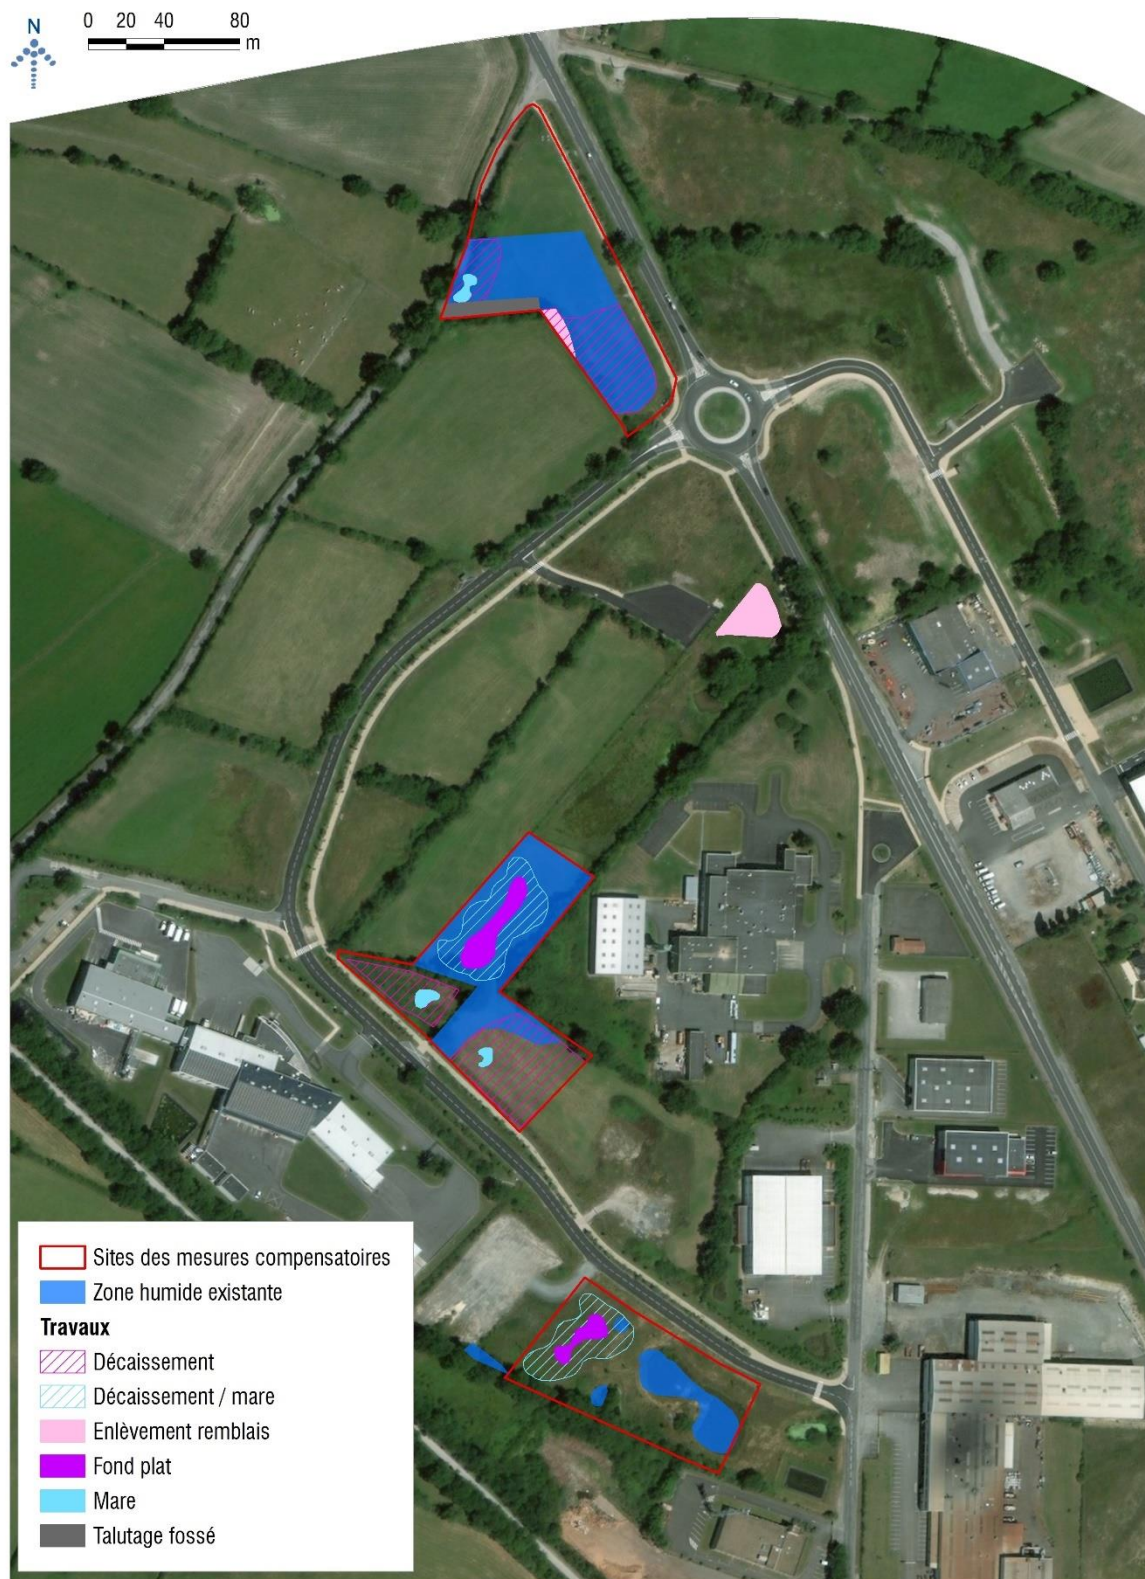 N
0 20 40 80
m
Sites des mesures compensatoires
Zone humide existante
Travaux
Décaissement
Décaissement / mare
Enlèvement remblais
Fond plat
Mare
Talutage fossé